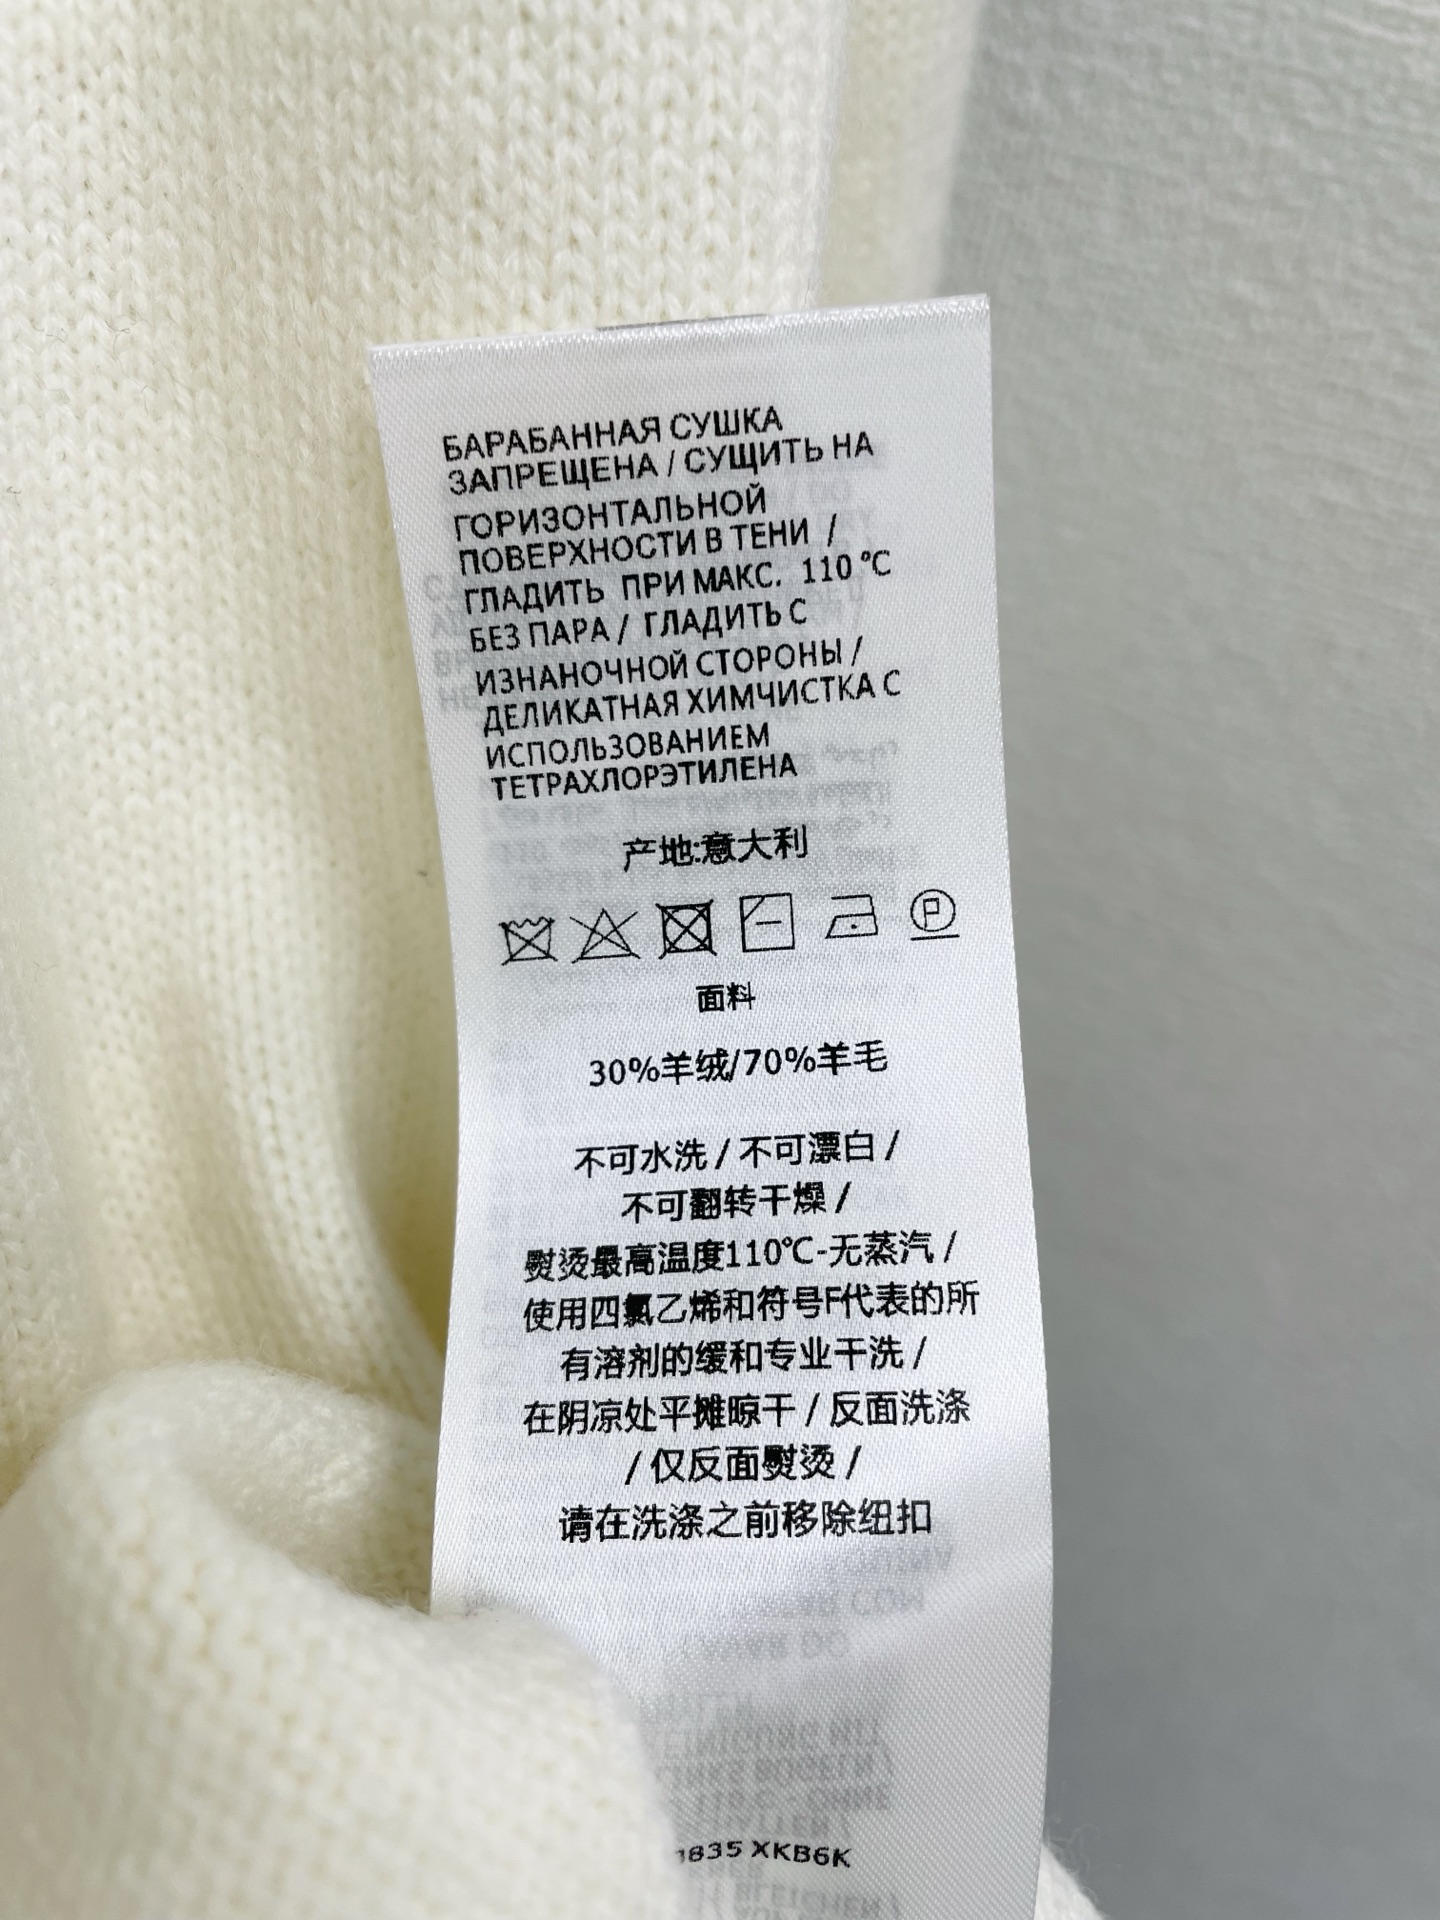 БАРАБАННАЯ СУШКА
ЗАПРЕЩЕНА / СУЩИТЬ НА
ГОРИЗОНТАЛЬНОЙ
ПОВЕРХНОСТИ В ТЕНИ /
ГЛАДИТЬ ПРИ МАКС. 110 °C
БЕЗ ПАРА / ГЛАДИТЬ С
ИЗНАНОЧНОЙ СТОРОНЫ /
ДЕЛИКАТНАЯ ХИМЧИСТКА С
ИСПОЛЬЗОВАНИЕМ
ТЕТРАХЛОРЭТИЛЕНА
产地:意大利
P
面料
30%羊绒/70%羊毛
不可水洗 / 不可漂白 /
不可翻转干燥 /
熨烫最高温度110℃-无蒸汽 /
使用四氯乙烯和符号F代表的所
有溶剂的缓和专业干洗 /
在阴凉处平摊晾干 / 反面洗涤
/ 仅反面熨烫 /
请在洗涤之前移除纽扣
1835 XKB6K